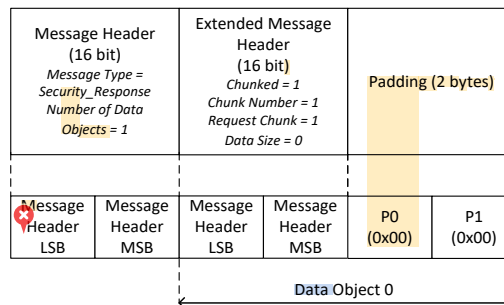 Message Header
(16 bit)
Message Type =
Security_Response
Number of Data
Objects = 1
Extended Message
Header
(16 bit)
Chunked = 1
Chunk Number = 1
Request Chunk = 1
Data Size = 0
Padding (2 bytes)
Message
Header
LSB
Message
Header
MSB
Message
Header
LSB
Message
Header
MSB
P0
(0x00)
P1
(0x00)
Data Object 0